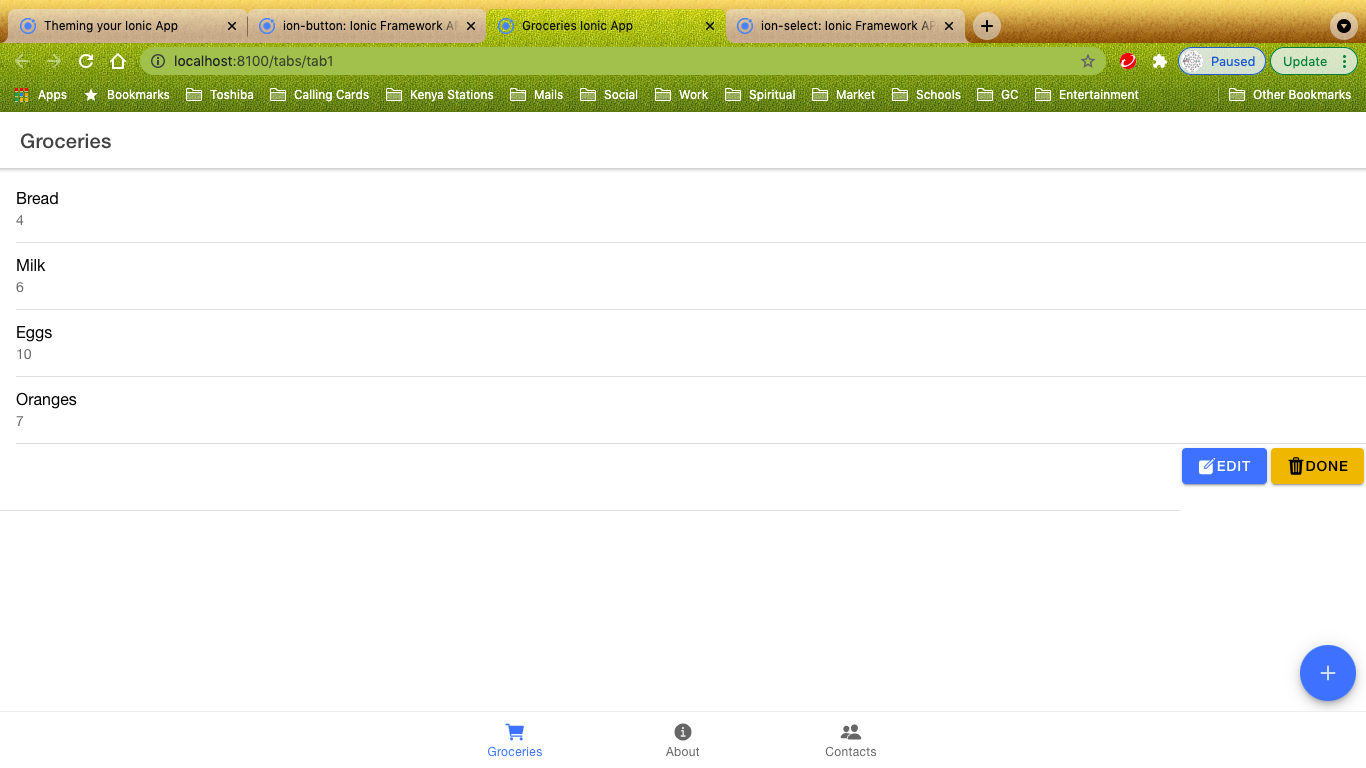 Theming your Ionic App
ion-button: Ionic Framework AP
Groceries Ionic App
ion-select: Ionic Framework AP
localhost:8100/tabs/tab1
Paused
Update
Apps
Bookmarks
Toshiba
Calling Cards
Kenya Stations
Mails
Social
Work
Spiritual
Market
Schools
GC
Entertainment
Other Bookmarks
Groceries
Bread
4
Milk
6
Eggs
10
Oranges
7
EDIT
DONE
Groceries
About
Contacts